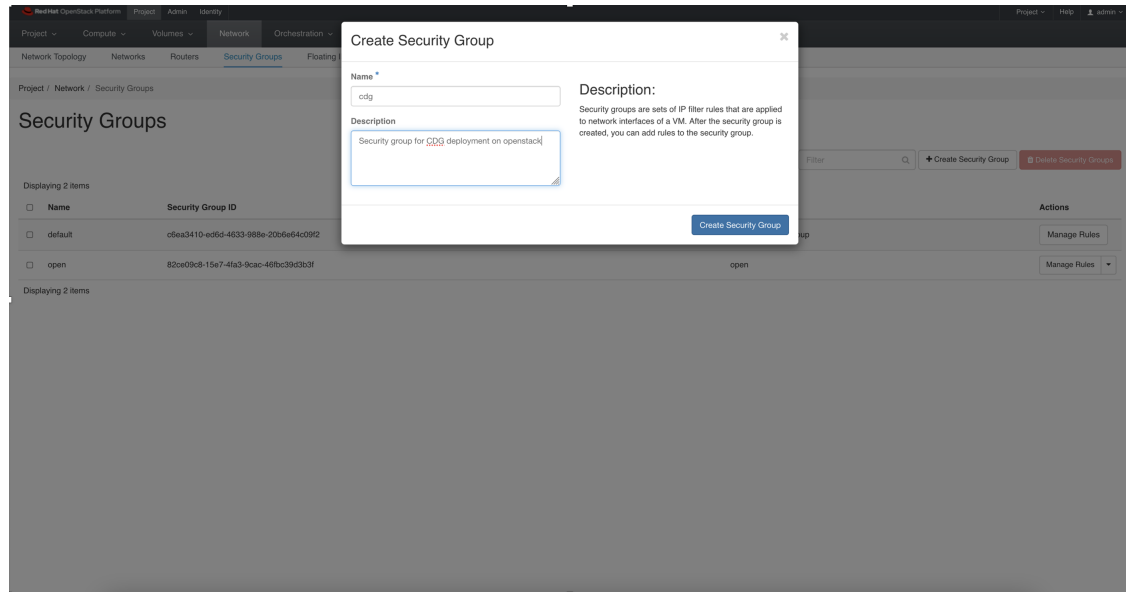 Red Hat OpenStack Platform Project Admin Identity Project Help admin
Project Compute Volumes Network Orchestration
Network Topology Networks Routers Security Groups Floating I
Project / Network / Security Groups
Security Groups
Create Security Group
Name *
cdg
Description
Security group for CDG deployment on openstack
Description:
Security groups are sets of IP filter rules that are applied
to network interfaces of a VM. After the security group is
created, you can add rules to the security group.
Create Security Group
Filter + Create Security Group Delete Security Groups
Displaying 2 items
Name Security Group ID Actions
default c6ea3410-ed6d-4633-988e-20b6e64c09f2 oup Manage Rules
open 82ce09c8-15e7-4fa3-9cac-46fbc39d3b3f open Manage Rules
Displaying 2 items